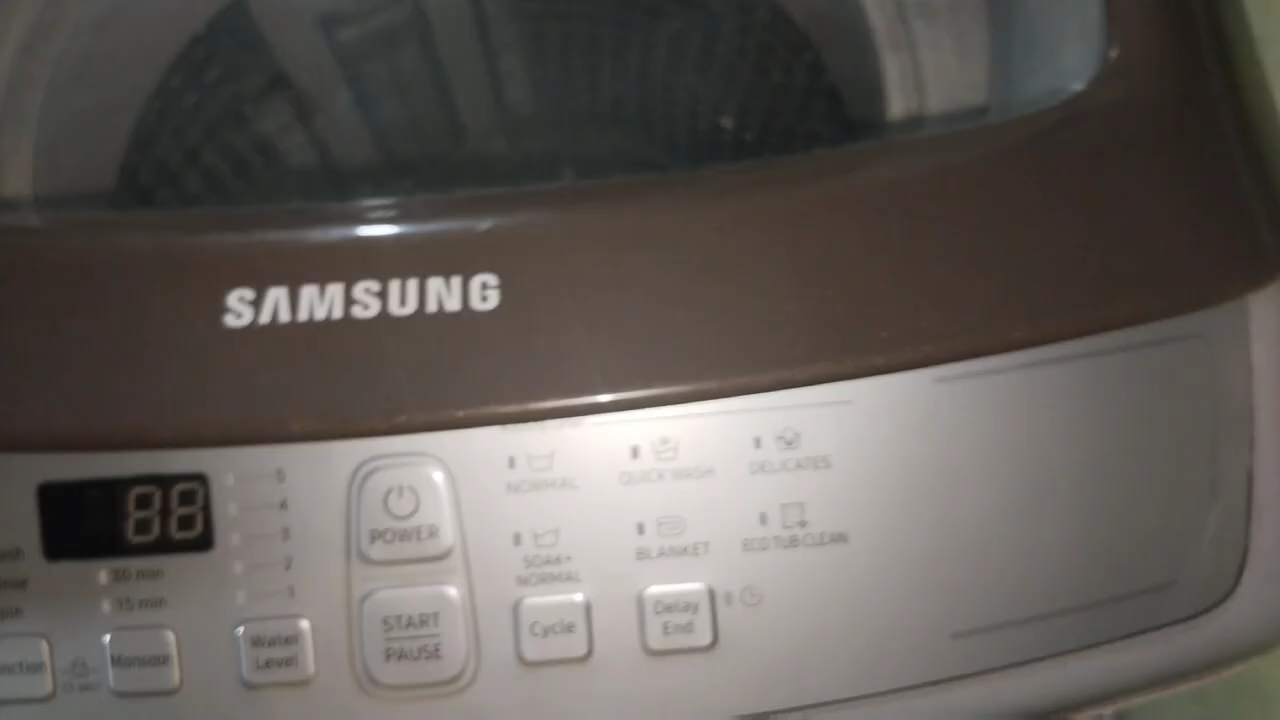 SAMSUNG
88
30 min
15 min
5
4
3
2
1
POWER
START
PAUSE
NORMAL
QUICK WASH
DELICATES
SOAK+
NORMAL
BLANKET
ECO TUB CLEAN
Monsoon
Water
Level
Cycle
Delay
End